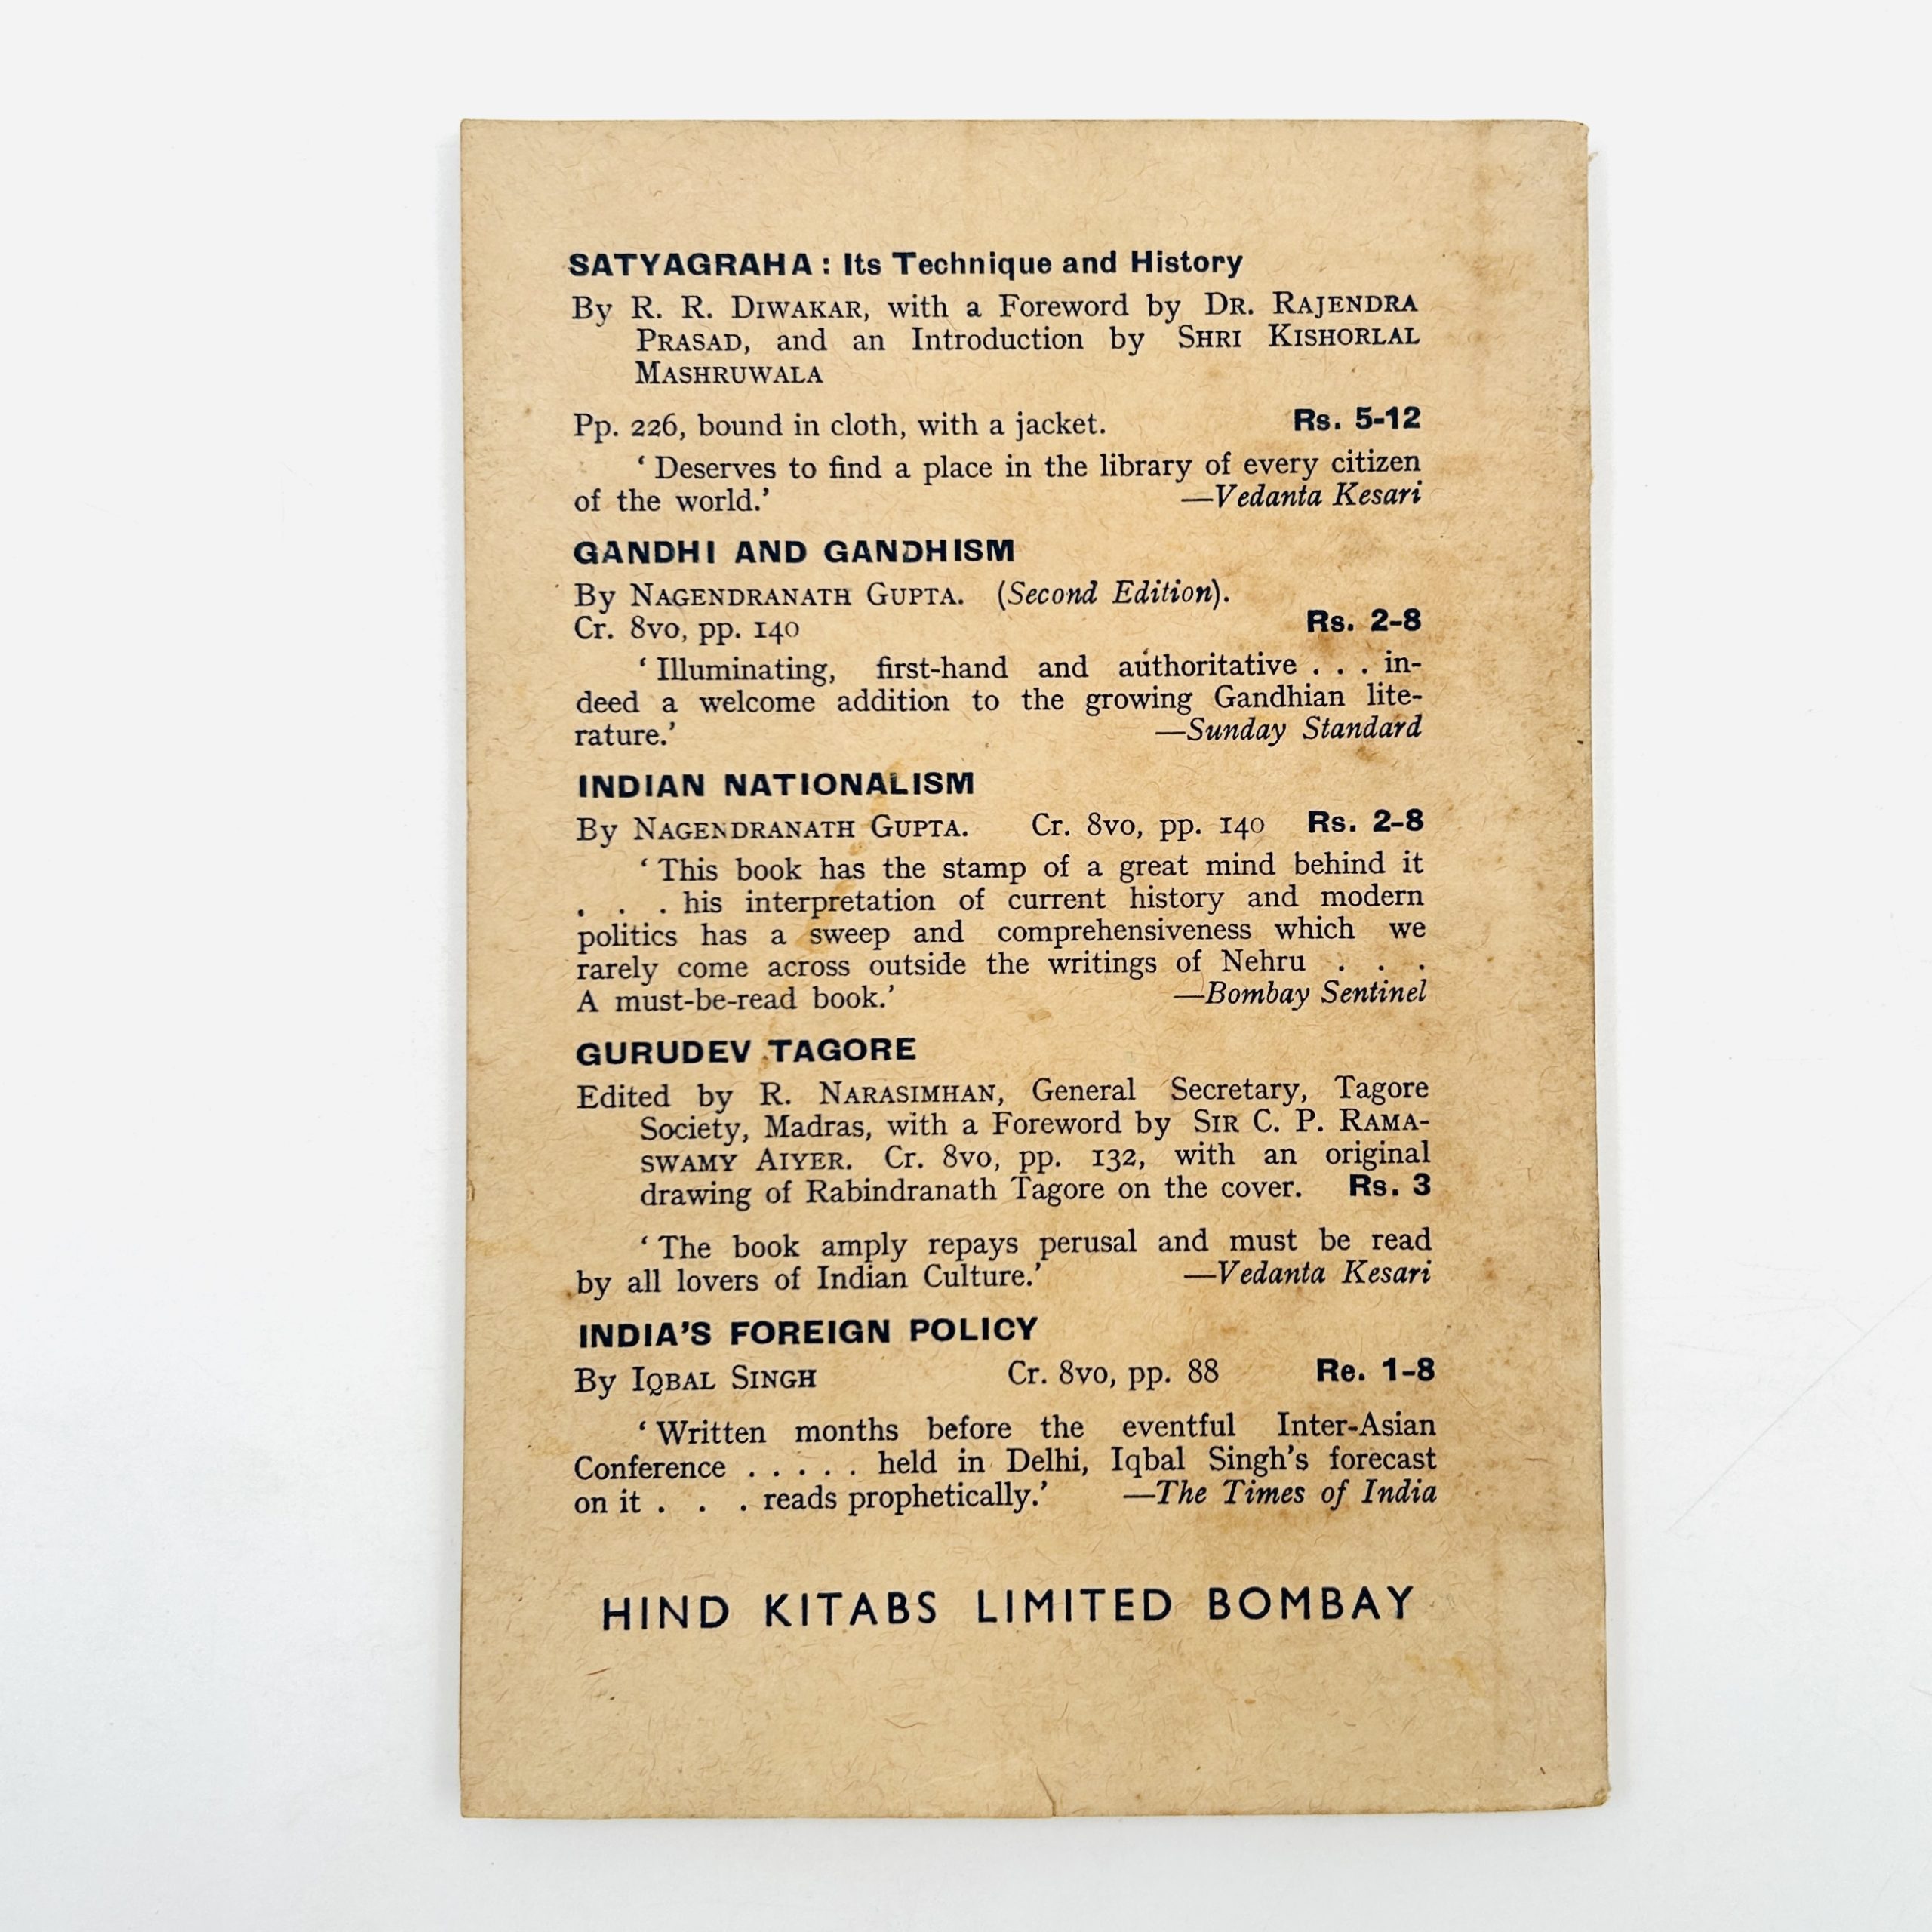 SATYAGRAHA : Its Technique and History
By R. R. DIWAKAR, with a Foreword by DR. RAJENDRA
PRASAD, and an Introduction by SHRI KISHORLAL
MASHRUWALA
Pp. 226, bound in cloth, with a jacket. Rs. 5-12
‘ Deserves to find a place in the library of every citizen
of the world.’ —Vedanta Kesari
GANDHI AND GANDHISM
By NAGENDRANATH GUPTA. (Second Edition).
Cr. 8vo, pp. 140 Rs. 2-8
‘ Illuminating, first-hand and authoritative . . . in-
deed a welcome addition to the growing Gandhian lite-
rature.’ —Sunday Standard
INDIAN NATIONALISM
By NAGENDRANATH GUPTA. Cr. 8vo, pp. 140 Rs. 2-8
‘ This book has the stamp of a great mind behind it
. . . his interpretation of current history and modern
politics has a sweep and comprehensiveness which we
rarely come across outside the writings of Nehru . . .
A must-be-read book.’ —Bombay Sentinel
GURUDEV TAGORE
Edited by R. NARASIMHAN, General Secretary, Tagore
Society, Madras, with a Foreword by SIR C. P. RAMA-
SWAMY AIYER. Cr. 8vo, pp. 132, with an original
drawing of Rabindranath Tagore on the cover. Rs. 3
‘ The book amply repays perusal and must be read
by all lovers of Indian Culture.’ —Vedanta Kesari
INDIA’S FOREIGN POLICY
By IQBAL SINGH Cr. 8vo, pp. 88 Re. 1-8
‘ Written months before the eventful Inter-Asian
Conference . . . . . held in Delhi, Iqbal Singh’s forecast
on it . . . reads prophetically.’ —The Times of India
HIND KITABS LIMITED BOMBAY